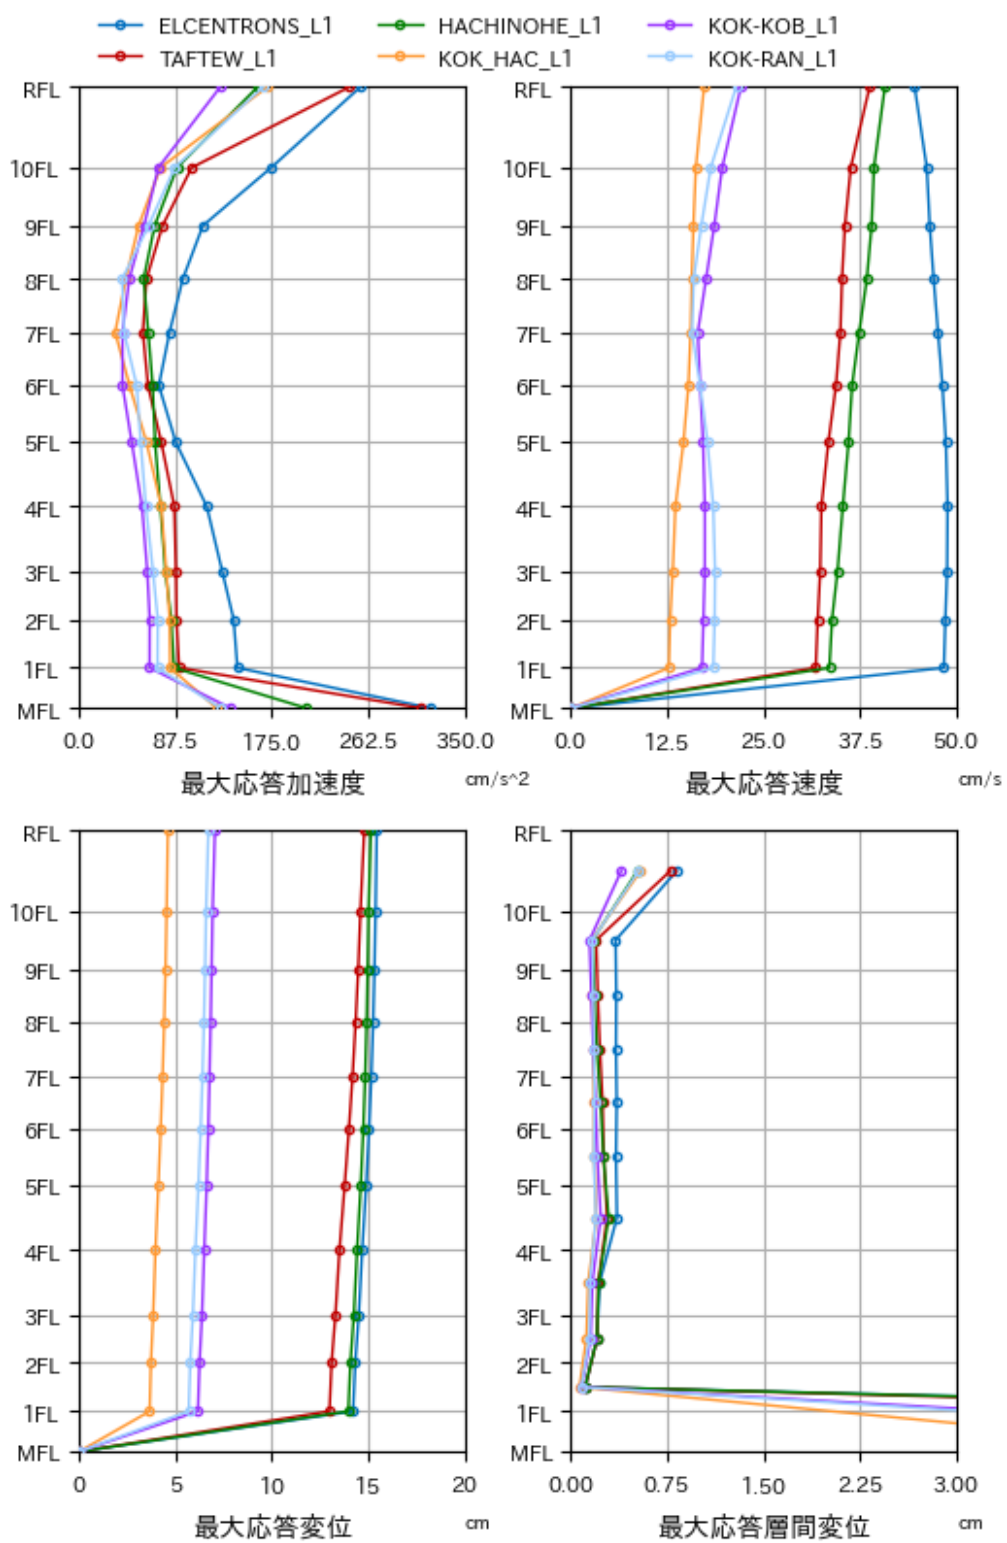 ELCENTRONS_L1 HACHINOHE_L1 KOK-KOB_L1
TAFTEW_L1 KOK_HAC_L1 KOK-RAN_L1
RFL
10FL
9FL
8FL
7FL
6FL
5FL
4FL
3FL
2FL
1FL
MFL
0.0 87.5 175.0 262.5 350.0
最大応答加速度 cm/s^2
RFL
10FL
9FL
8FL
7FL
6FL
5FL
4FL
3FL
2FL
1FL
MFL
0.0 12.5 25.0 37.5 50.0
最大応答速度 cm/s
RFL
10FL
9FL
8FL
7FL
6FL
5FL
4FL
3FL
2FL
1FL
MFL
0 5 10 15 20
最大応答変位 cm
RFL
10FL
9FL
8FL
7FL
6FL
5FL
4FL
3FL
2FL
1FL
MFL
0.00 0.75 1.50 2.25 3.00
最大応答層間変位 cm